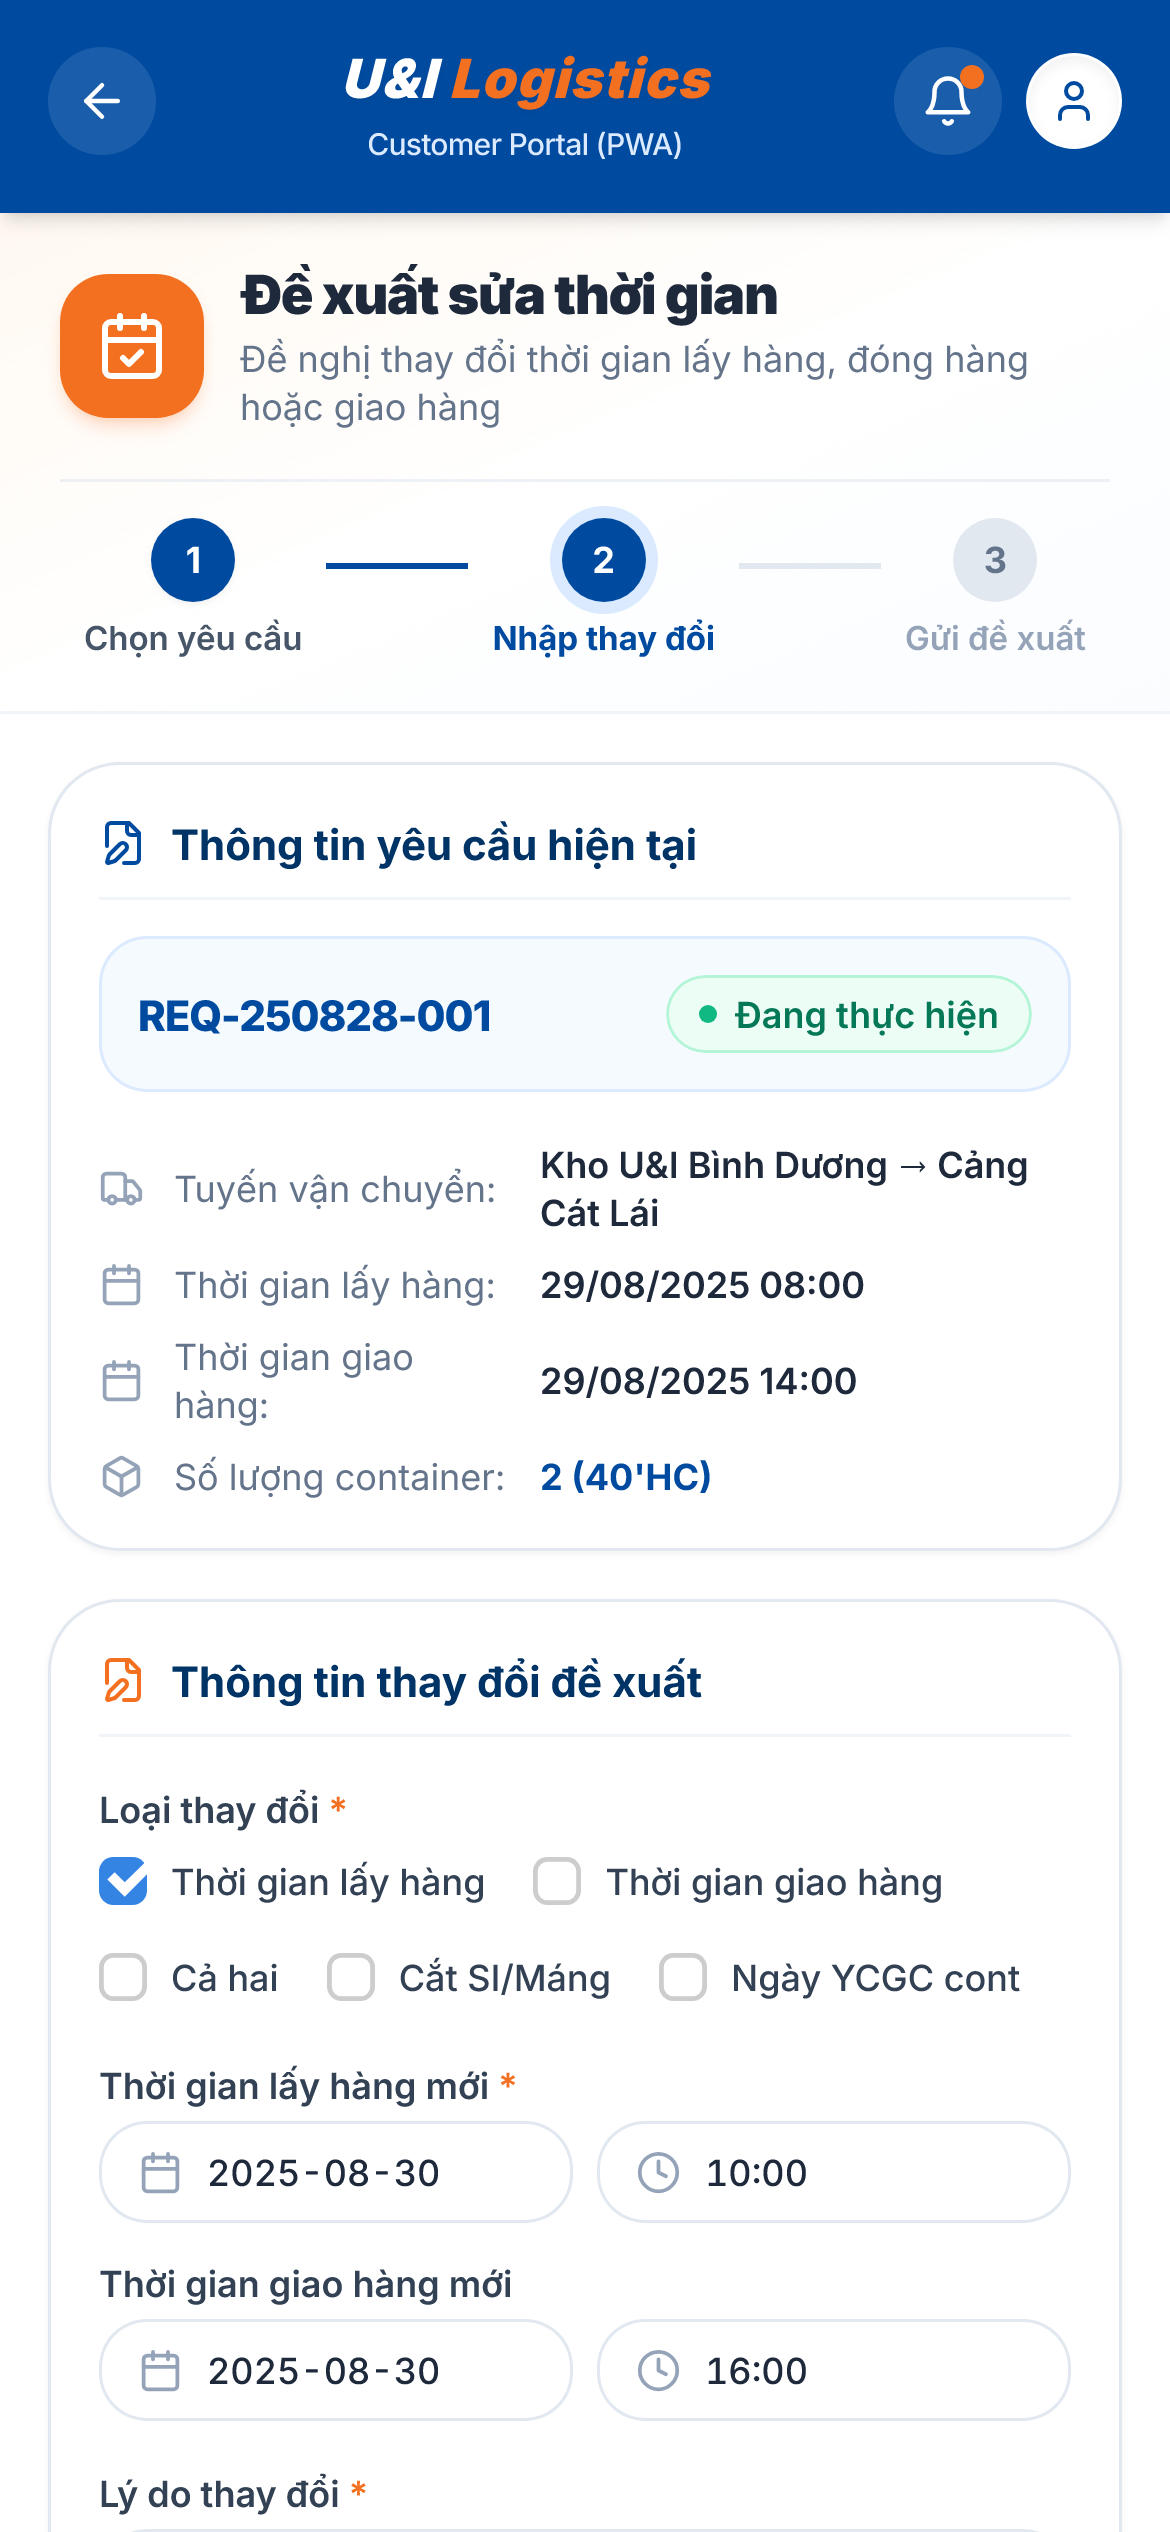 U&I Logistics
Customer Portal (PWA)
Đề xuất sửa thời gian
Đề nghị thay đổi thời gian lấy hàng, đóng hàng
hoặc giao hàng
1
2
3
Chọn yêu cầu
Nhập thay đổi
Gửi đề xuất
Thông tin yêu cầu hiện tại
REQ-250828-001
Đang thực hiện
Tuyến vận chuyển:
Kho U&I Bình Dương → Cảng
Cát Lái
Thời gian lấy hàng:
29/08/2025 08:00
Thời gian giao
hàng:
29/08/2025 14:00
Số lượng container:
2 (40'HC)
Thông tin thay đổi đề xuất
Loại thay đổi *
Thời gian lấy hàng
Thời gian giao hàng
Cả hai
Cắt SI/Máng
Ngày YCGC cont
Thời gian lấy hàng mới *
2025-08-30
10:00
Thời gian giao hàng mới
2025-08-30
16:00
Lý do thay đổi *